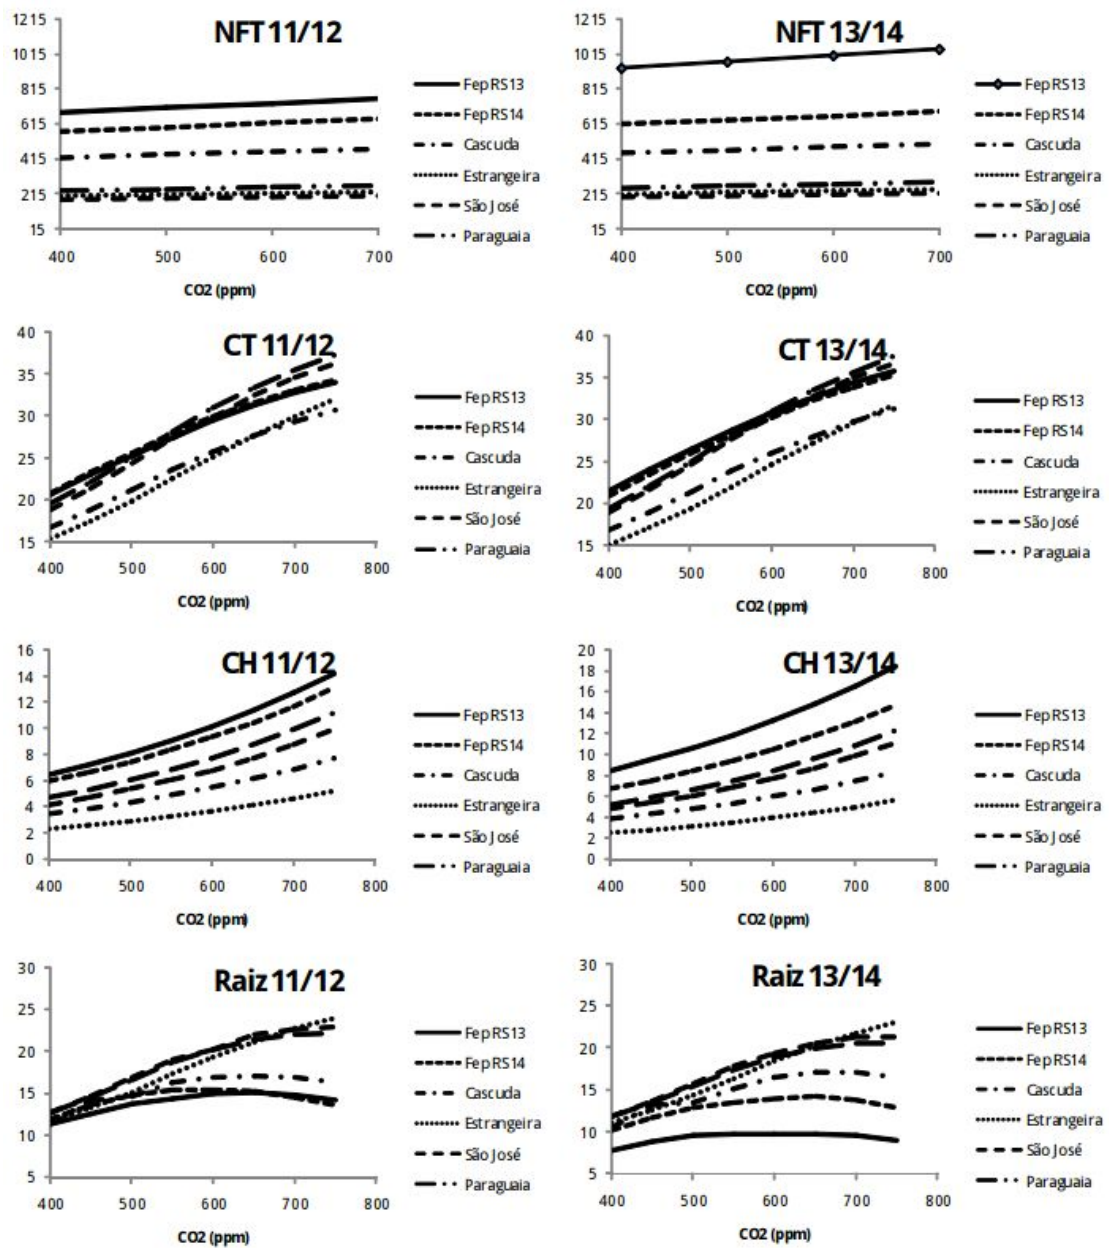 NFT 11/12
1215
1015
815
615
415
215
15
400 500 600 700
CO2 (ppm)
Fep RS13
Fep RS14
Cascuda
Estrangeira
São José
Paraguaia
NFT 13/14
1215
1015
815
615
415
215
15
400 500 600 700
CO2 (ppm)
Fep RS13
Fep RS14
Cascuda
Estrangeira
São José
Paraguaia
CT 11/12
40
35
30
25
20
15
400 500 600 700 800
CO2 (ppm)
Fep RS13
Fep RS14
Cascuda
Estrangeira
São José
Paraguaia
CT 13/14
40
35
30
25
20
15
400 500 600 700 800
CO2 (ppm)
Fep RS13
Fep RS14
Cascuda
Estrangeira
São José
Paraguaia
CH 11/12
16
14
12
10
8
6
4
2
0
400 500 600 700 800
CO2 (ppm)
Fep RS13
Fep RS14
Cascuda
Estrangeira
São José
Paraguaia
CH 13/14
20
18
16
14
12
10
8
6
4
2
0
400 500 600 700 800
CO2 (ppm)
Fep RS13
Fep RS14
Cascuda
Estrangeira
São José
Paraguaia
Raiz 11/12
30
25
20
15
10
5
400 500 600 700 800
CO2 (ppm)
Fep RS13
Fep RS14
Cascuda
Estrangeira
São José
Paraguaia
Raiz 13/14
30
25
20
15
10
5
400 500 600 700 800
CO2 (ppm)
Fep RS13
Fep RS14
Cascuda
Estrangeira
São José
Paraguaia